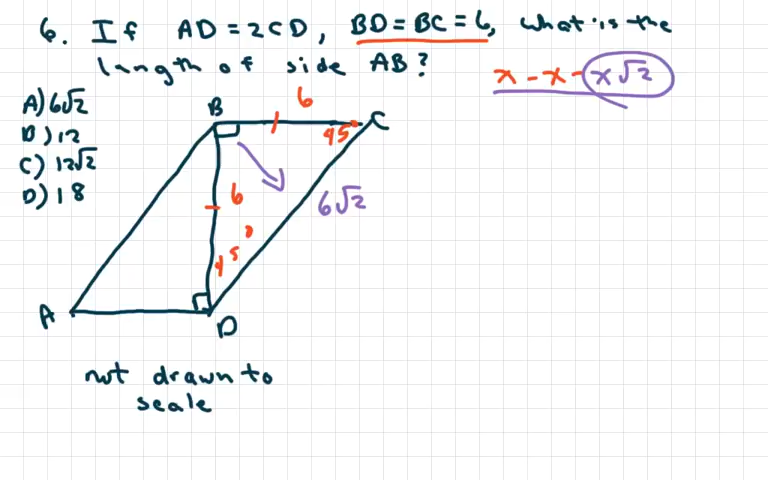 6. If AD = 2CD, BD = BC = 6, what is the
length of side AB?
x - x - x√2
A) 6√2
B) 12
C) 12√2
D) 18
B
6
C
45°
6
6√2
45°
A
D
not drawn to
scale